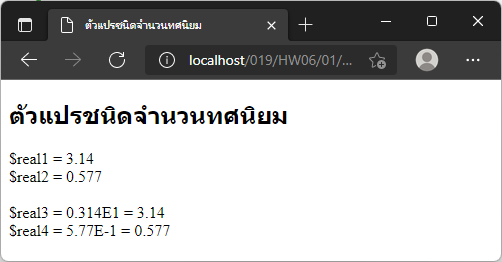 ตัวแปรชนิดจำนวนทศนิยม
localhost/019/HW06/01/...
ตัวแปรชนิดจำนวนทศนิยม
$real1 = 3.14
$real2 = 0.577
$real3 = 0.314E1 = 3.14
$real4 = 5.77E-1 = 0.577